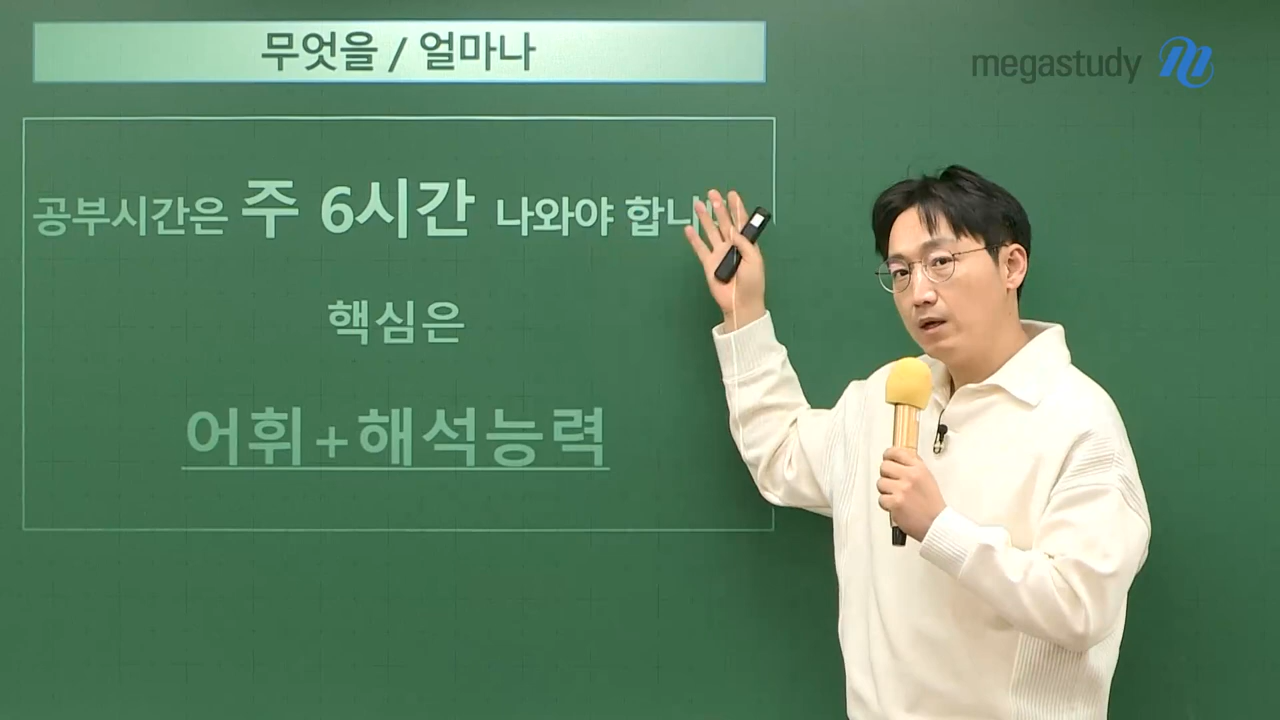 무엇을 / 얼마나
megastudy
공부시간은 주 6시간 나와야
핵심은
어휘+해석능력